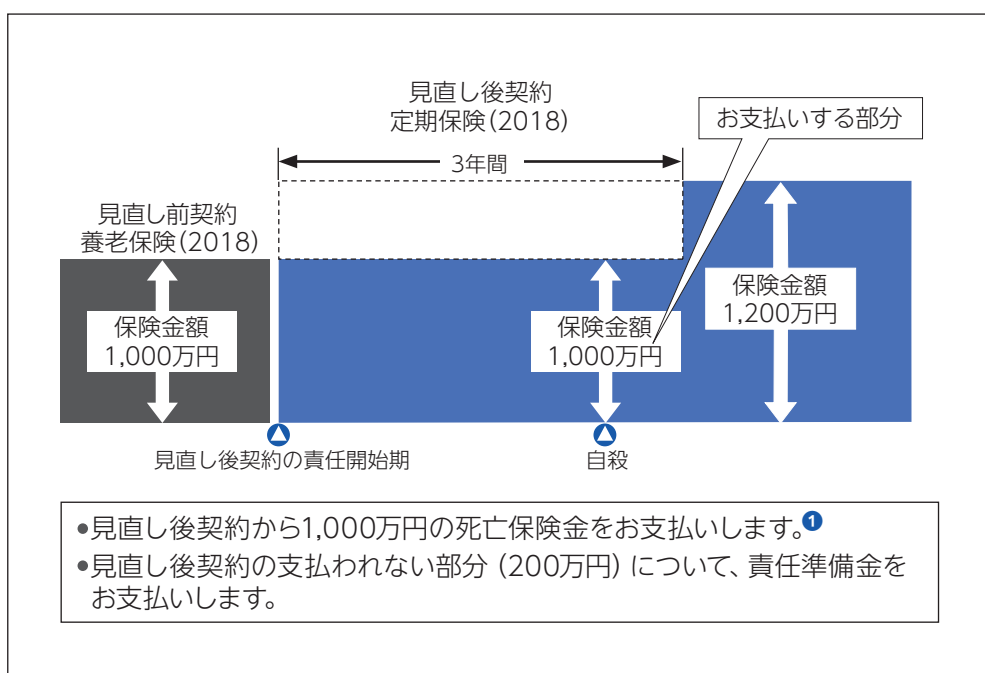 見直し後契約
定期保険(2018)
お支払いする部分
3年間
見直し前契約
養老保険(2018)
保険金額
1,000万円
保険金額
1,000万円
保険金額
1,200万円
見直し後契約の責任開始期
自殺
●見直し後契約から1,000万円の死亡保険金をお支払いします。❶
●見直し後契約の支払われない部分(200万円)について、責任準備金を
お支払いします。